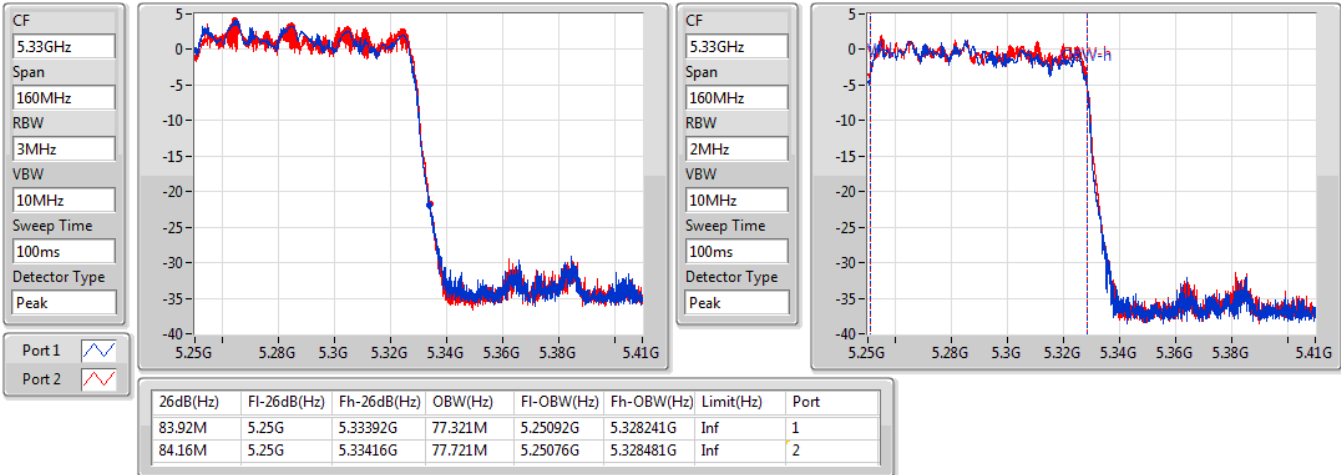 CF
5.33GHz
Span
160MHz
RBW
3MHz
VBW
10MHz
Sweep Time
100ms
Detector Type
Peak
Port 1
Port 2
5
0
-5
-10
-15
-20
-25
-30
-35
-40
5.25G 5.28G 5.3G 5.32G 5.34G 5.36G 5.38G 5.41G
CF
5.33GHz
Span
160MHz
RBW
2MHz
VBW
10MHz
Sweep Time
100ms
Detector Type
Peak
5
0
-5
-10
-15
-20
-25
-30
-35
-40
5.25G 5.28G 5.3G 5.32G 5.34G 5.36G 5.38G 5.41G
26dB(Hz) Fl-26dB(Hz) Fh-26dB(Hz) OBW(Hz) Fl-OBW(Hz) Fh-OBW(Hz) Limit(Hz) Port
83.92M 5.25G 5.33392G 77.321M 5.25092G 5.328241G Inf 1
84.16M 5.25G 5.33416G 77.721M 5.25076G 5.328481G Inf 2